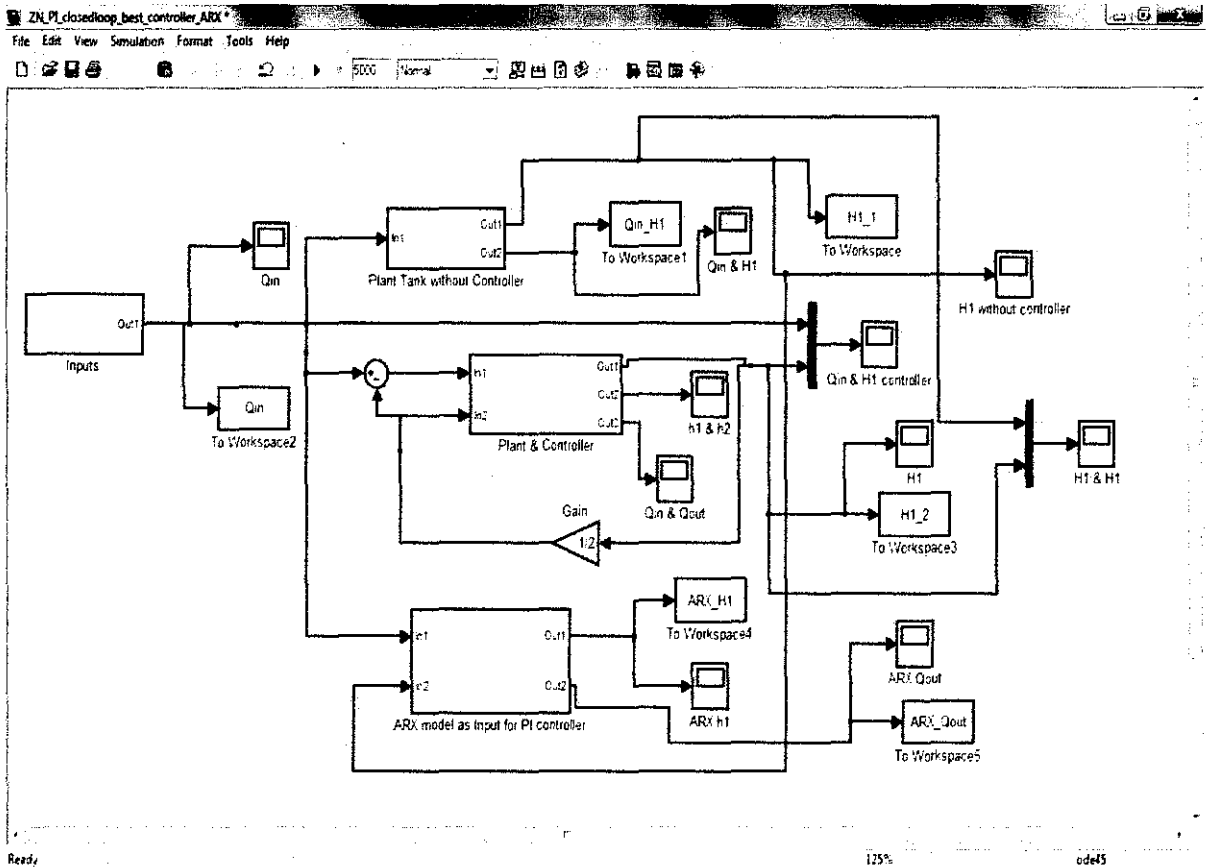 ZN_PI_closedloop_best_controller_ARX *
File Edit View Simulation Format Tools Help
5000 Normal
Out1
Inputs
Qin
Qin
To Workspace2
In1
Out1
Out2
Plant Tank without Controller
Qin_H1
To Workspace1
Qin & H1
H1_1
To Workspace
H1 without controller
Qin & H1 controller
In1
In2
Out1
Out2
Out3
Plant & Controller
h1 & h2
Qin & Qout
Gain
1/2
H1
H1_2
To Workspace3
H1 & H1
In1
In2
Out1
Out2
ARX model as Input for PI controller
ARX_H1
To Workspace4
ARX h1
ARX Qout
ARX_Qout
To Workspace5
Ready
125%
ode45